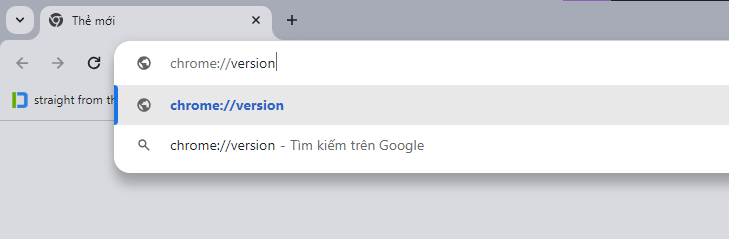 Thẻ mới
chrome://version
straight from th
chrome://version
chrome://version - Tìm kiếm trên Google